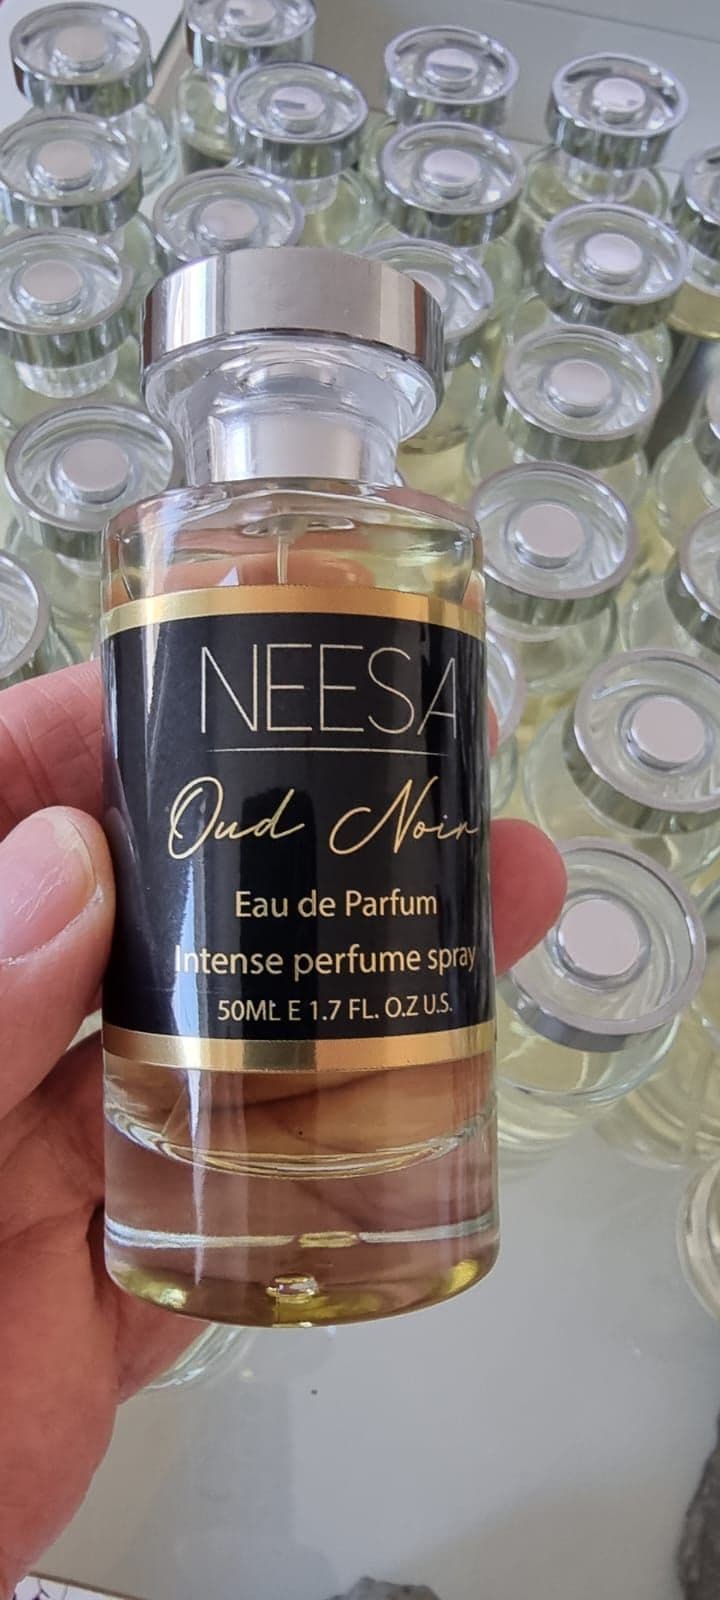 NEESA
Oud Noir
Eau de Parfum
Intense perfume spray
50ML E 1.7 FL. O.Z U.S.